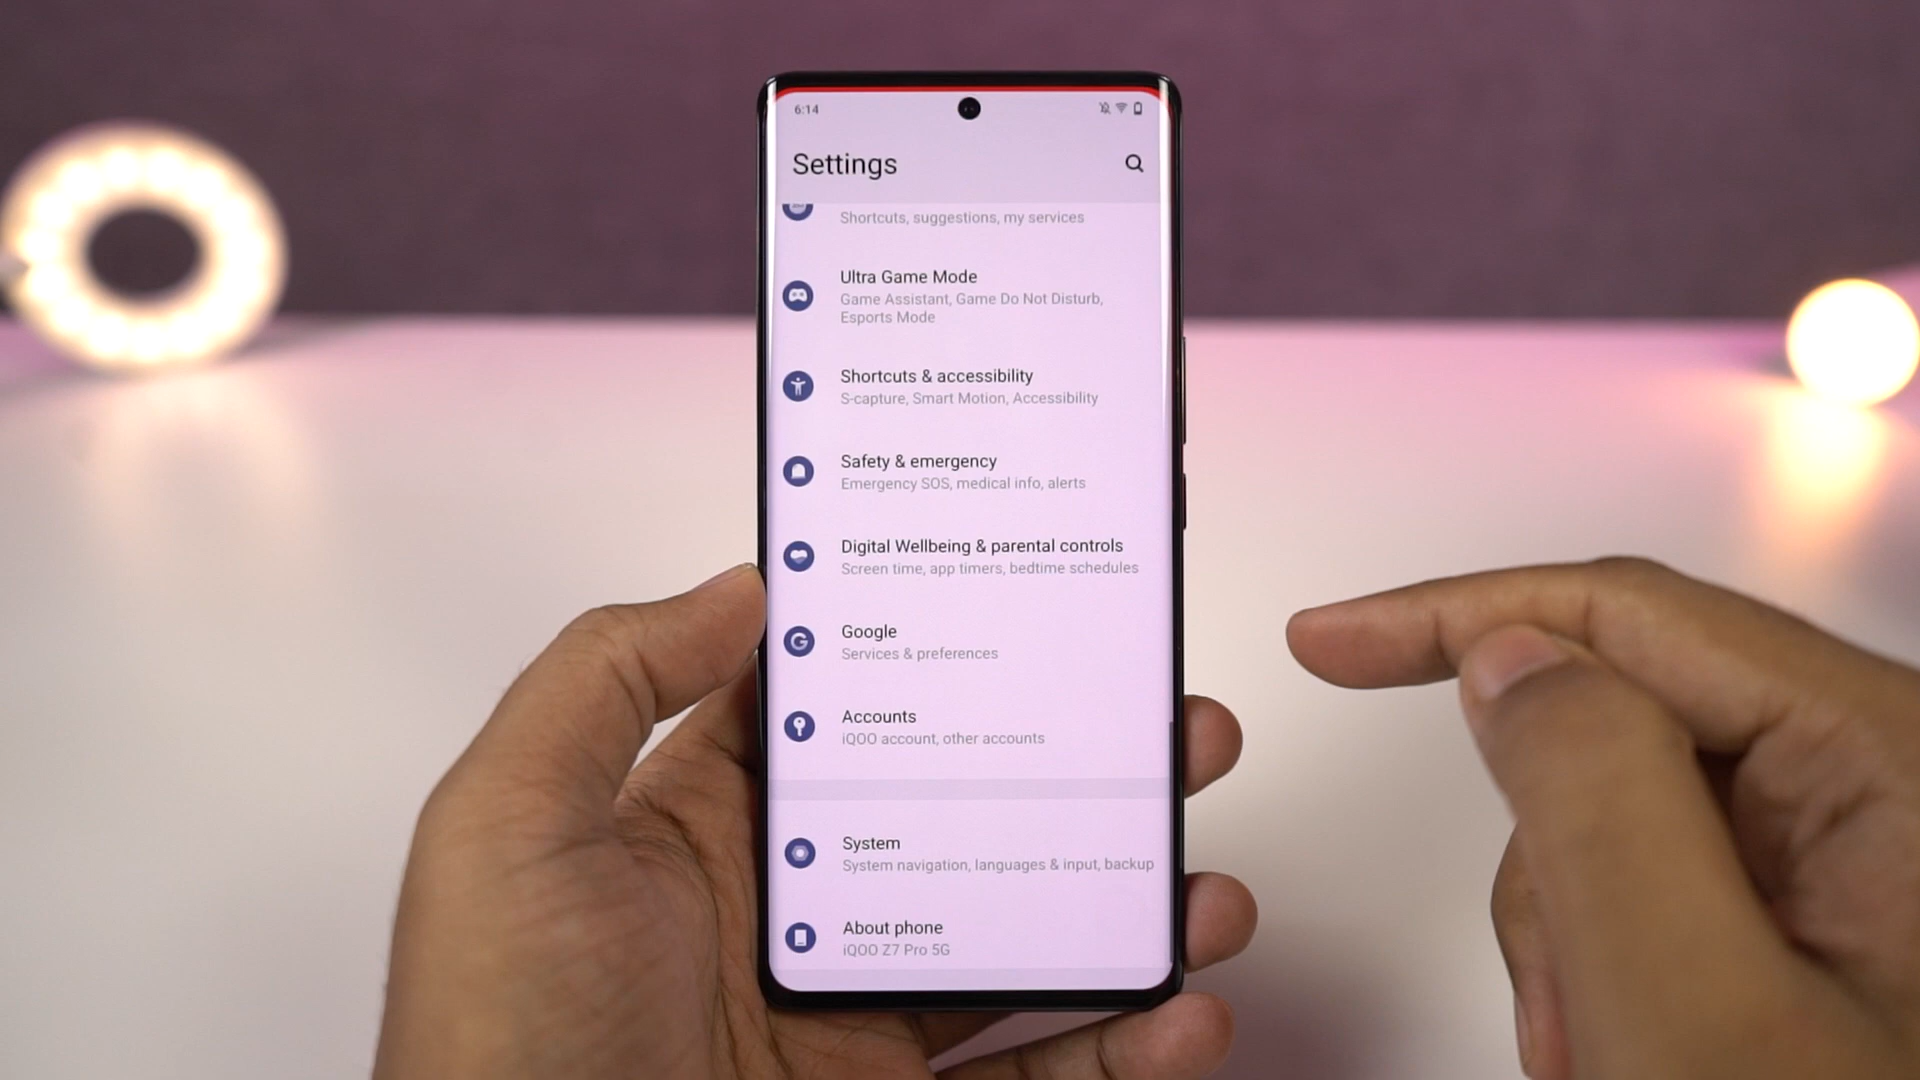 6:14
Settings
Shortcuts, suggestions, my services
Ultra Game Mode
Game Assistant, Game Do Not Disturb,
Esports Mode
Shortcuts & accessibility
S-capture, Smart Motion, Accessibility
Safety & emergency
Emergency SOS, medical info, alerts
Digital Wellbeing & parental controls
Screen time, app timers, bedtime schedules
Google
Services & preferences
Accounts
iQOO account, other accounts
System
System navigation, languages & input, backup
About phone
iQOO Z7 Pro 5G